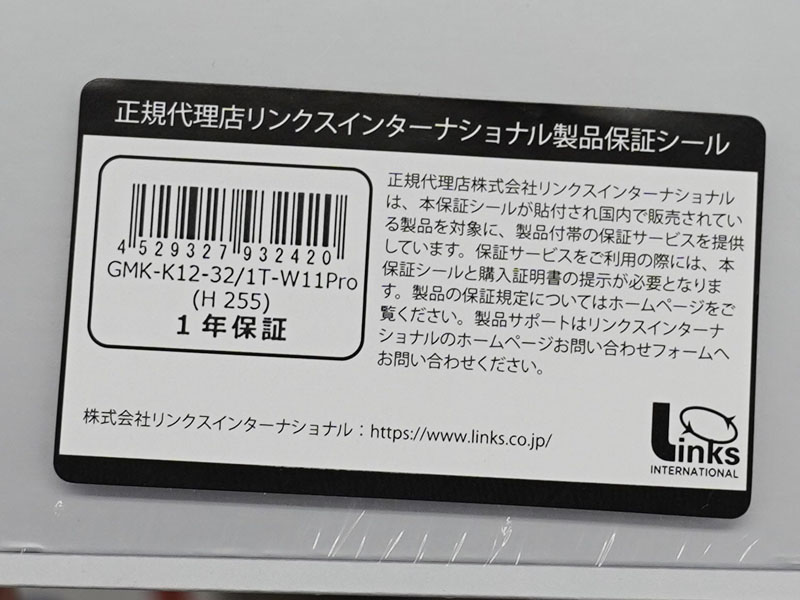 正規代理店リンクスインターナショナル製品保証シール
4 529327 932420
GMK-K12-32/1T-W11Pro
(H 255)
1年保証
正規代理店株式会社リンクスインターナショナル
は、本保証シールが貼付され国内で販売されてい
る製品を対象に、製品付帯の保証サービスを提供
しています。保証サービスをご利用の際には、本
保証シールと購入証明書の提示が必要となりま
す。製品の保証規定についてはホームページをご
覧ください。製品サポートはリンクスインターナ
ショナルのホームページお問い合わせフォームへ
お問い合わせください。
株式会社リンクスインターナショナル：https://www.links.co.jp/
Links
INTERNATIONAL